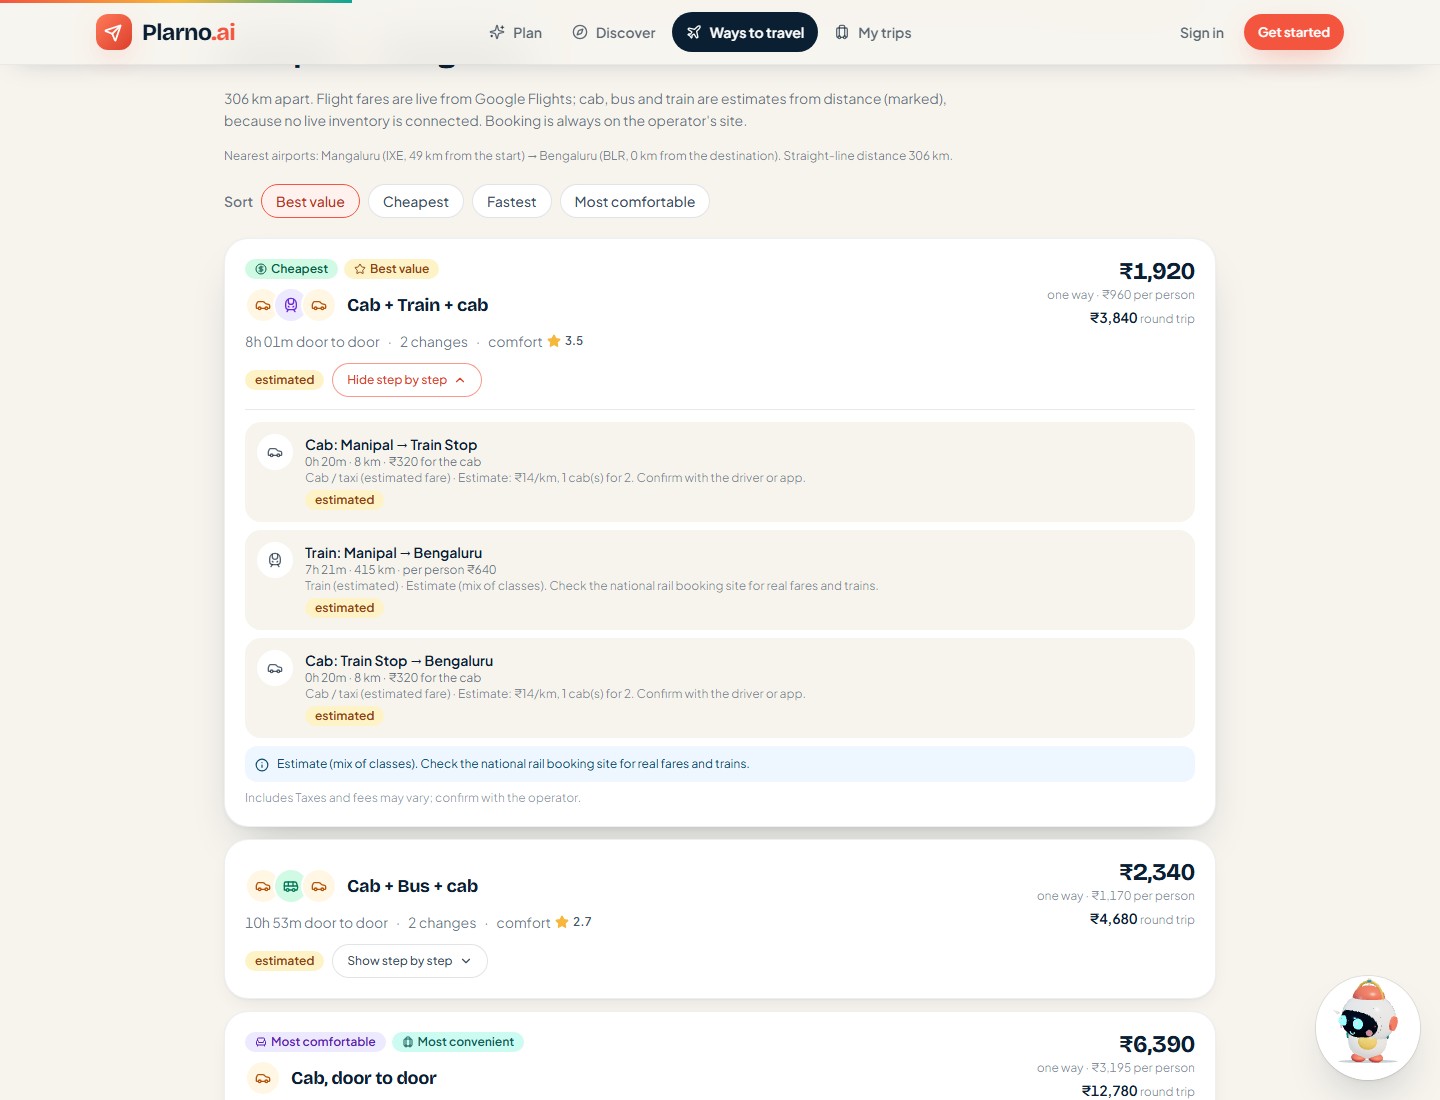 Plarno.ai
Plan
Discover
Ways to travel
My trips
Sign in
Get started
306 km apart. Flight fares are live from Google Flights; cab, bus and train are estimates from distance (marked),
because no live inventory is connected. Booking is always on the operator's site.
Nearest airports: Mangaluru (IXE, 49 km from the start) → Bengaluru (BLR, 0 km from the destination). Straight-line distance 306 km.
Sort
Best value
Cheapest
Fastest
Most comfortable
Cheapest
Best value
Cab + Train + cab
8h 01m door to door · 2 changes · comfort 3.5
₹1,920
one way · ₹960 per person
₹3,840 round trip
estimated
Hide step by step
Cab: Manipal → Train Stop
0h 20m · 8 km · ₹320 for the cab
Cab / taxi (estimated fare) · Estimate: ₹14/km, 1 cab(s) for 2. Confirm with the driver or app.
estimated
Train: Manipal → Bengaluru
7h 21m · 415 km · per person ₹640
Train (estimated) · Estimate (mix of classes). Check the national rail booking site for real fares and trains.
estimated
Cab: Train Stop → Bengaluru
0h 20m · 8 km · ₹320 for the cab
Cab / taxi (estimated fare) · Estimate: ₹14/km, 1 cab(s) for 2. Confirm with the driver or app.
estimated
Estimate (mix of classes). Check the national rail booking site for real fares and trains.
Includes Taxes and fees may vary; confirm with the operator.
Cab + Bus + cab
10h 53m door to door · 2 changes · comfort 2.7
₹2,340
one way · ₹1,170 per person
₹4,680 round trip
estimated
Show step by step
Most comfortable
Most convenient
Cab, door to door
₹6,390
one way · ₹3,195 per person
₹12,780 round trip